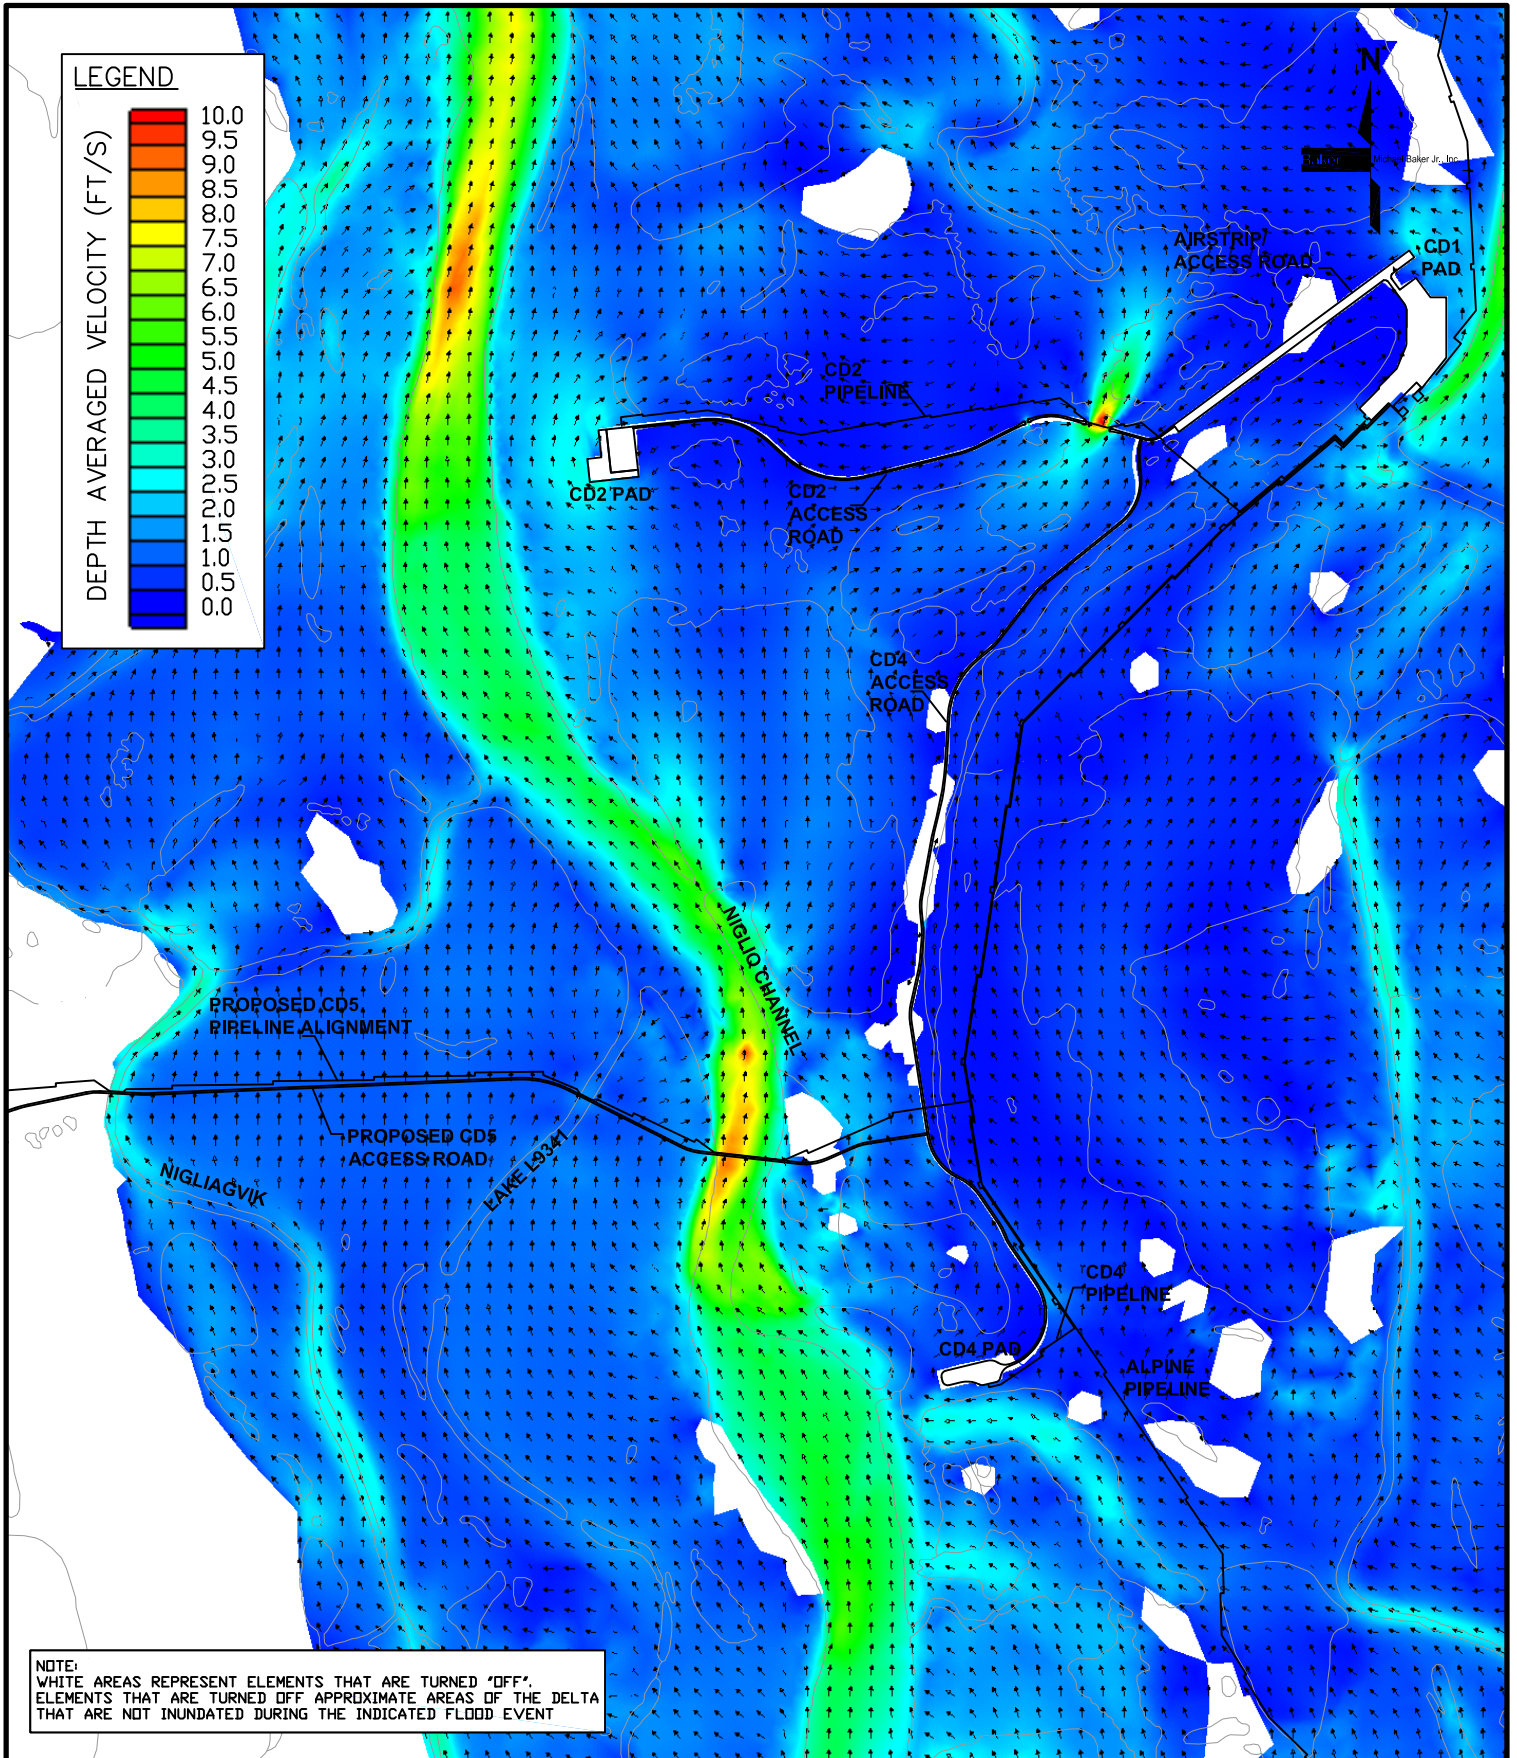 LEGEND
DEPTH AVERAGED VELOCITY (FT/S)
10.0
9.5
9.0
8.5
8.0
7.5
7.0
6.5
6.0
5.5
5.0
4.5
4.0
3.5
3.0
2.5
2.0
1.5
1.0
0.5
0.0
N
Baker
Michael Baker Jr., Inc.
AIRSTRIP/
ACCESS ROAD
CD1
PAD
CD2
PIPELINE
CD2 PAD
CD2
ACCESS
ROAD
CD4
ACCESS
ROAD
NIGLIQ CHANNEL
PROPOSED CD5
PIPELINE ALIGNMENT
PROPOSED CD5
ACCESS ROAD
LAKE L9341
NIGLIAGVIK
CD4
PIPELINE
CD4 PAD
ALPINE
PIPELINE
NOTE:
WHITE AREAS REPRESENT ELEMENTS THAT ARE TURNED "OFF".
ELEMENTS THAT ARE TURNED OFF APPROXIMATE AREAS OF THE DELTA
THAT ARE NOT INUNDATED DURING THE INDICATED FLOOD EVENT